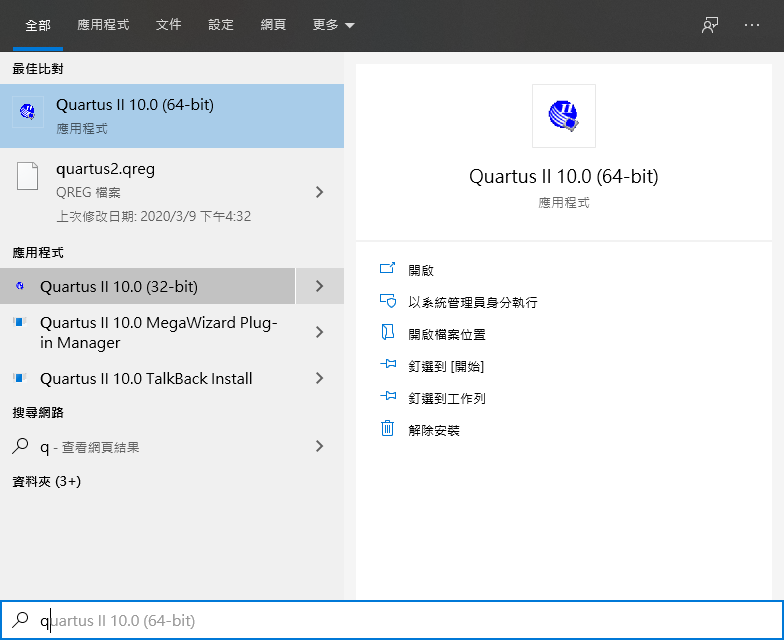 全部 應用程式 文件 設定 網頁 更多
最佳比對
Quartus II 10.0 (64-bit)
應用程式
quartus2.qreg
QREG 檔案
上次修改日期: 2020/3/9 下午4:32
應用程式
Quartus II 10.0 (32-bit)
Quartus II 10.0 MegaWizard Plug-
in Manager
Quartus II 10.0 TalkBack Install
搜尋網路
q - 查看網頁結果
資料夾 (3+)
Quartus II 10.0 (64-bit)
應用程式
開啟
以系統管理員身分執行
開啟檔案位置
釘選到 [開始]
釘選到工作列
解除安裝
quartus II 10.0 (64-bit)